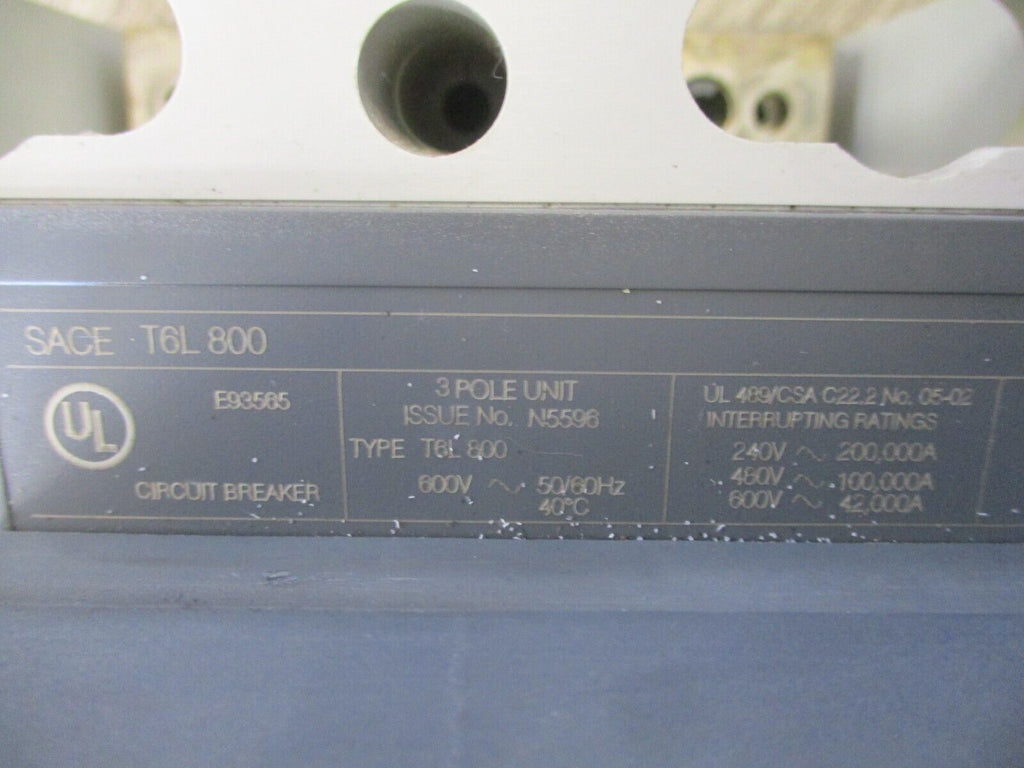 SACE T6L 800
UL
E93565
CIRCUIT BREAKER
3 POLE UNIT
ISSUE No. N5596
TYPE T6L 800
600V ~ 50/60Hz
40°C
UL 489/CSA C22.2 No. 05-02
INTERRUPTING RATINGS
240V ~ 200,000A
480V ~ 100,000A
600V ~ 42,000A